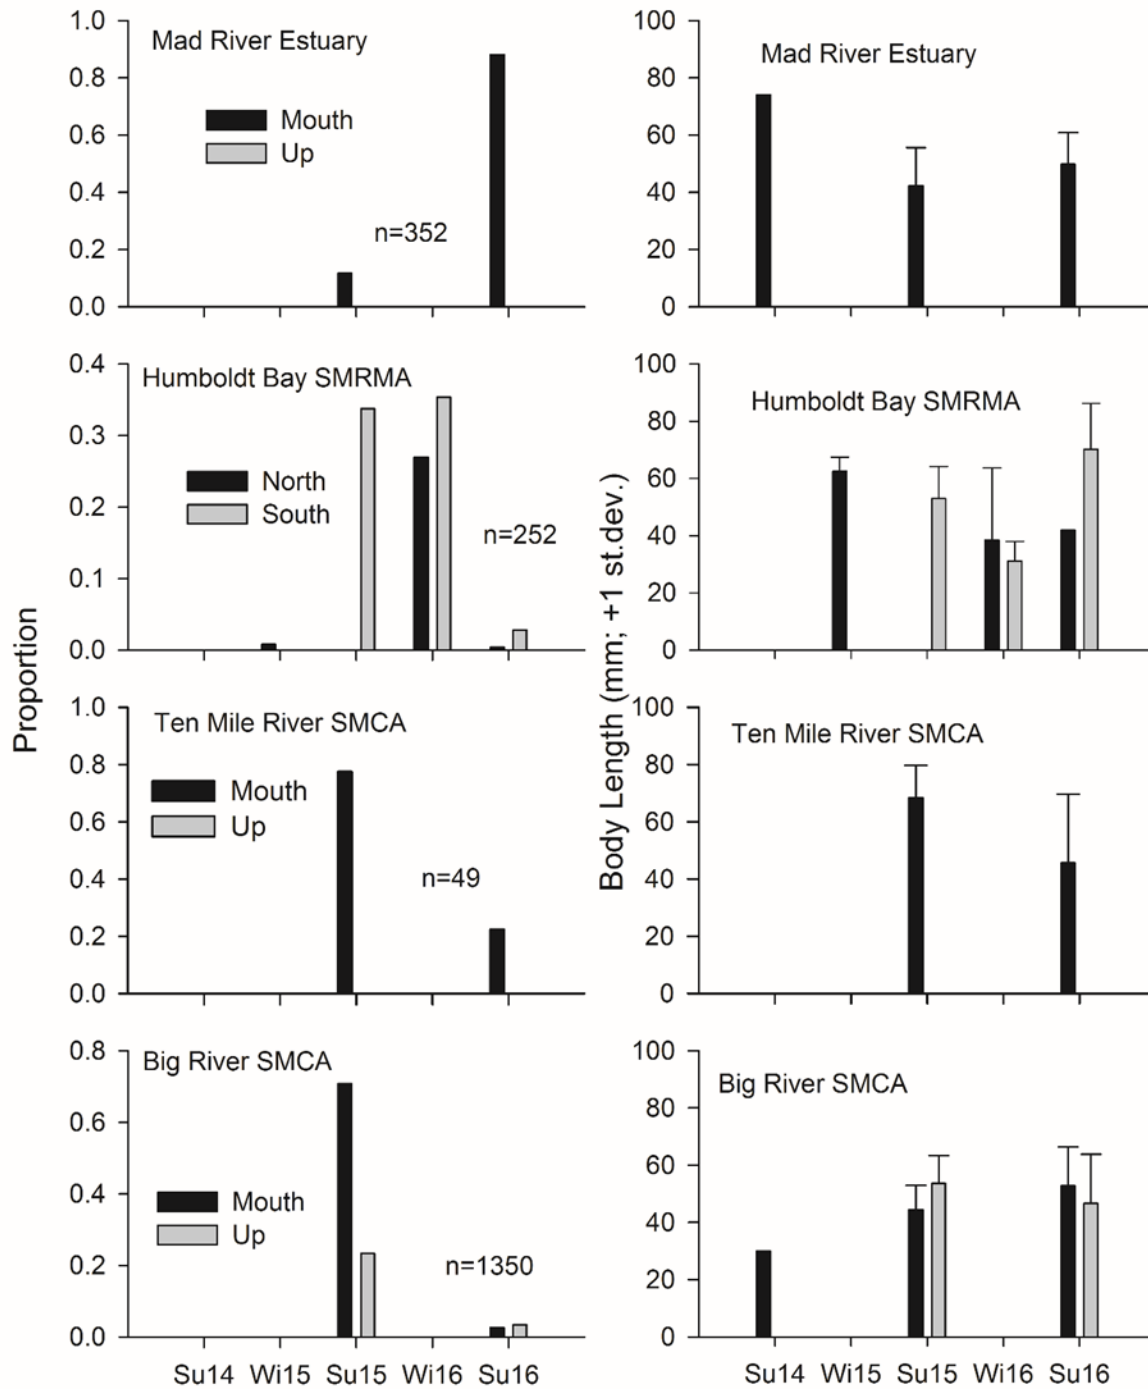 Proportion
1.0
0.8
0.6
0.4
0.2
0.0
Mad River Estuary
Mouth
Up
n=352
0.4
0.3
0.2
0.1
0.0
Humboldt Bay SMRMA
North
South
n=252
1.0
0.8
0.6
0.4
0.2
0.0
Ten Mile River SMCA
Mouth
Up
n=49
0.8
0.6
0.4
0.2
0.0
Big River SMCA
Mouth
Up
n=1350
Su14 Wi15 Su15 Wi16 Su16
Body Length (mm; +1 st.dev.)
100
80
60
40
20
0
Mad River Estuary
100
80
60
40
20
0
Humboldt Bay SMRMA
100
80
60
40
20
0
Ten Mile River SMCA
100
80
60
40
20
0
Big River SMCA
Su14 Wi15 Su15 Wi16 Su16